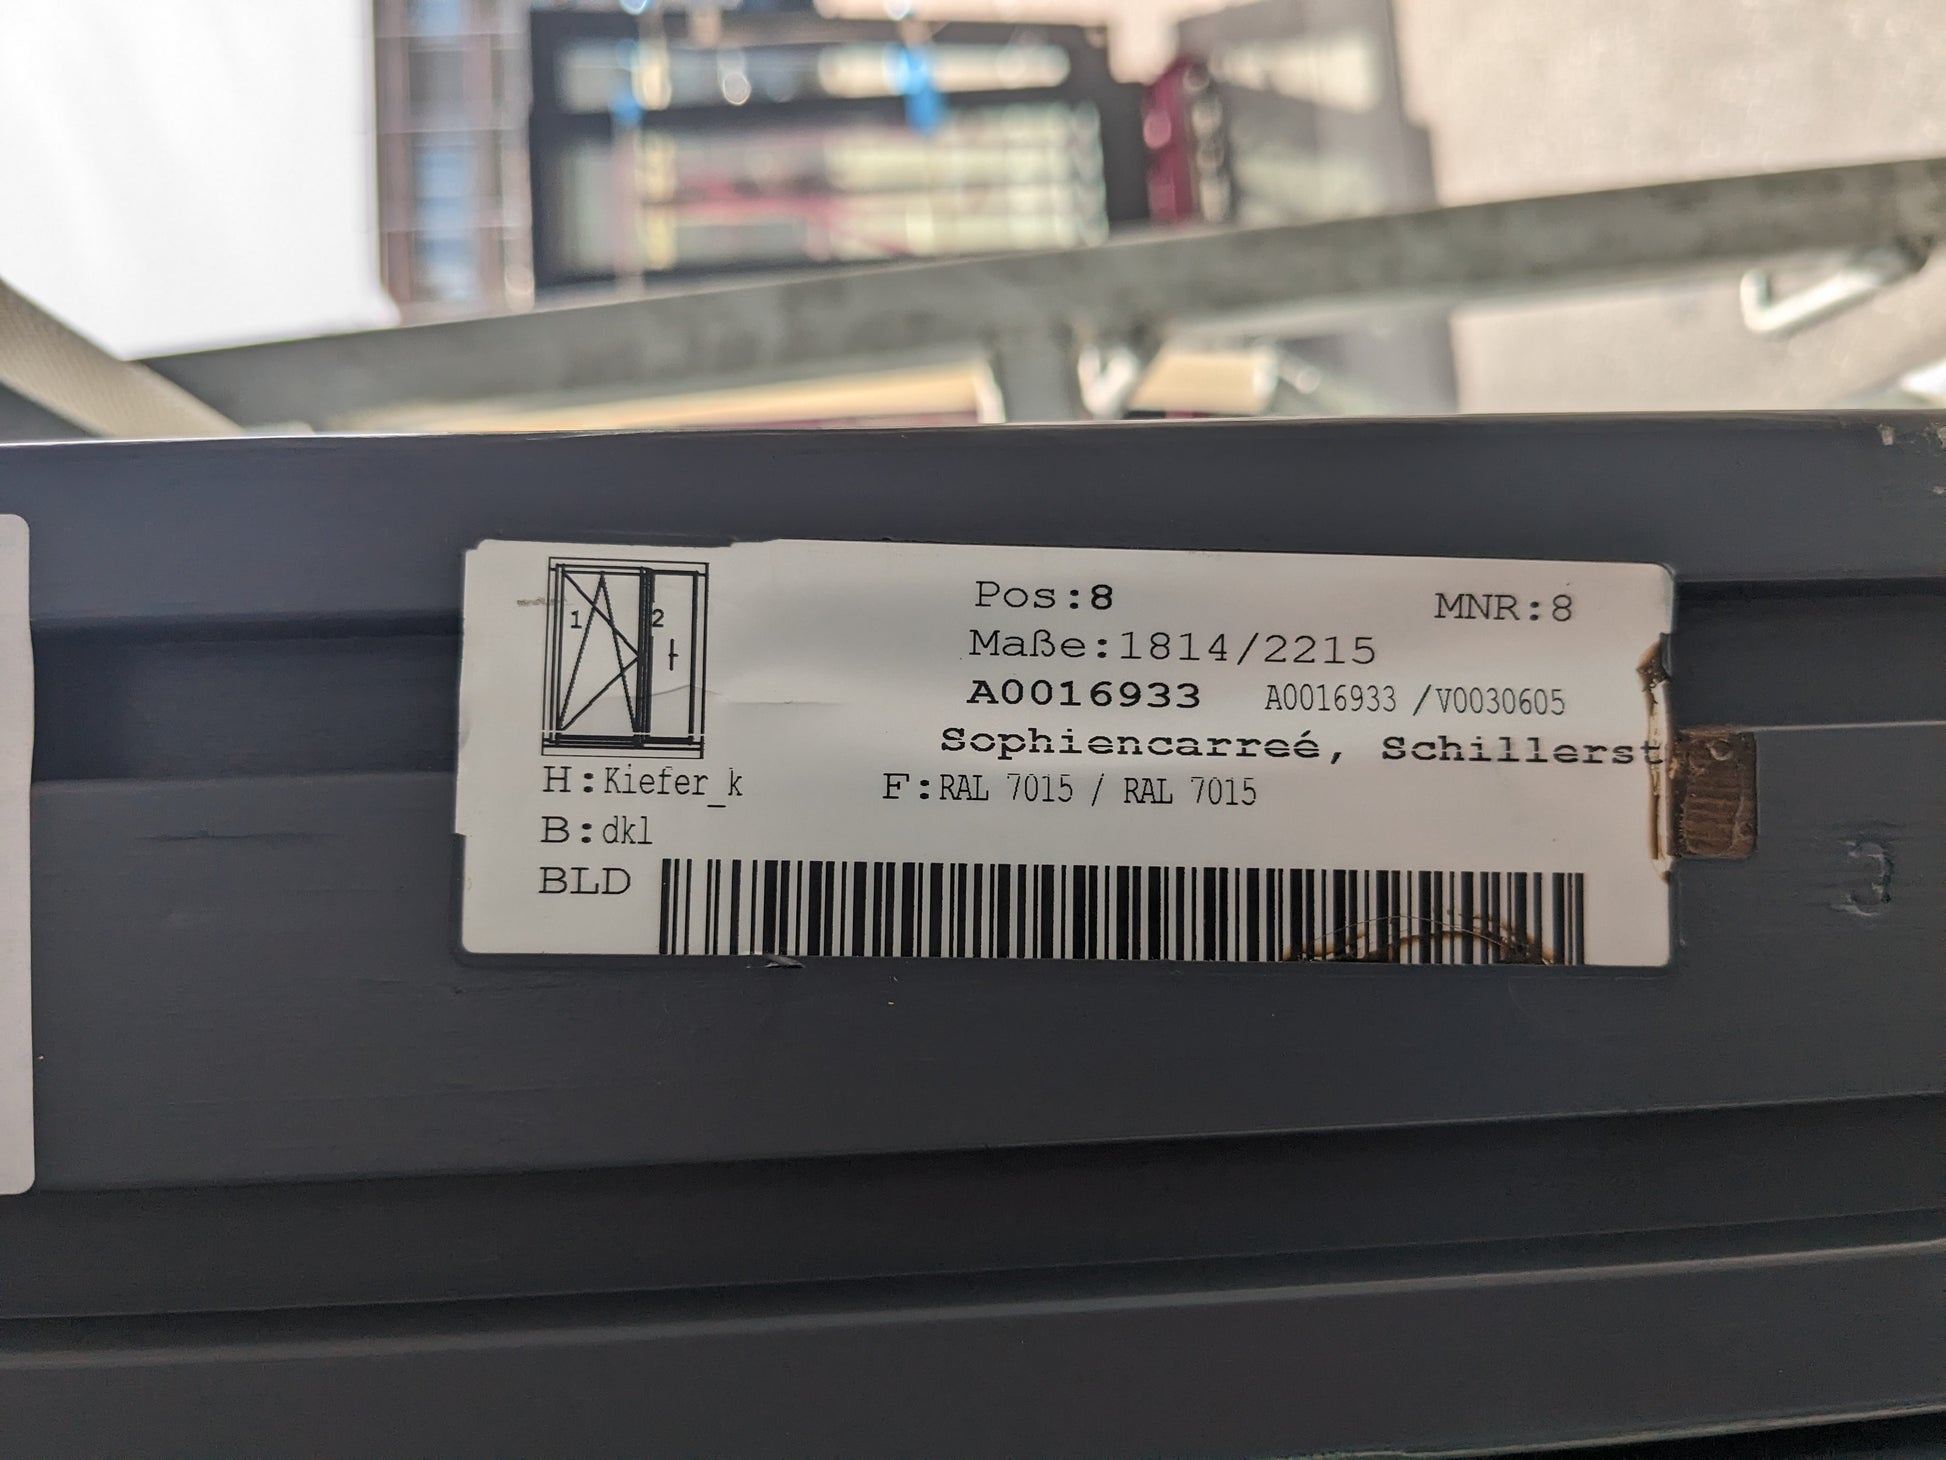 1 2
Pos:8 MNR:8
Maße:1814/2215
A0016933 A0016933 /V0030605
Sophiencarreé, Schillerst
H:Kiefer_k F:RAL 7015 / RAL 7015
B:dkl
BLD